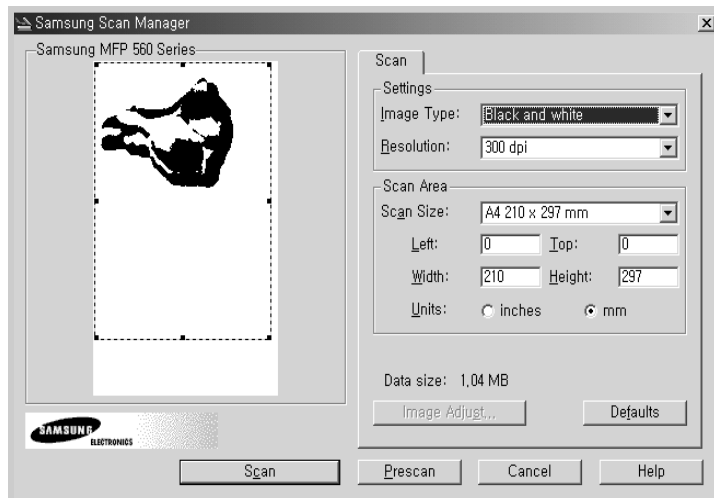 Samsung Scan Manager
Samsung MFP 560 Series
Scan
Settings
Image Type: Black and white
Resolution: 300 dpi
Scan Area
Scan Size: A4 210 x 297 mm
Left: 0 Top: 0
Width: 210 Height: 297
Units: inches mm
Data size: 1,04 MB
Image Adjust... Defaults
SAMSUNG
ELECTRONICS
Scan Prescan Cancel Help